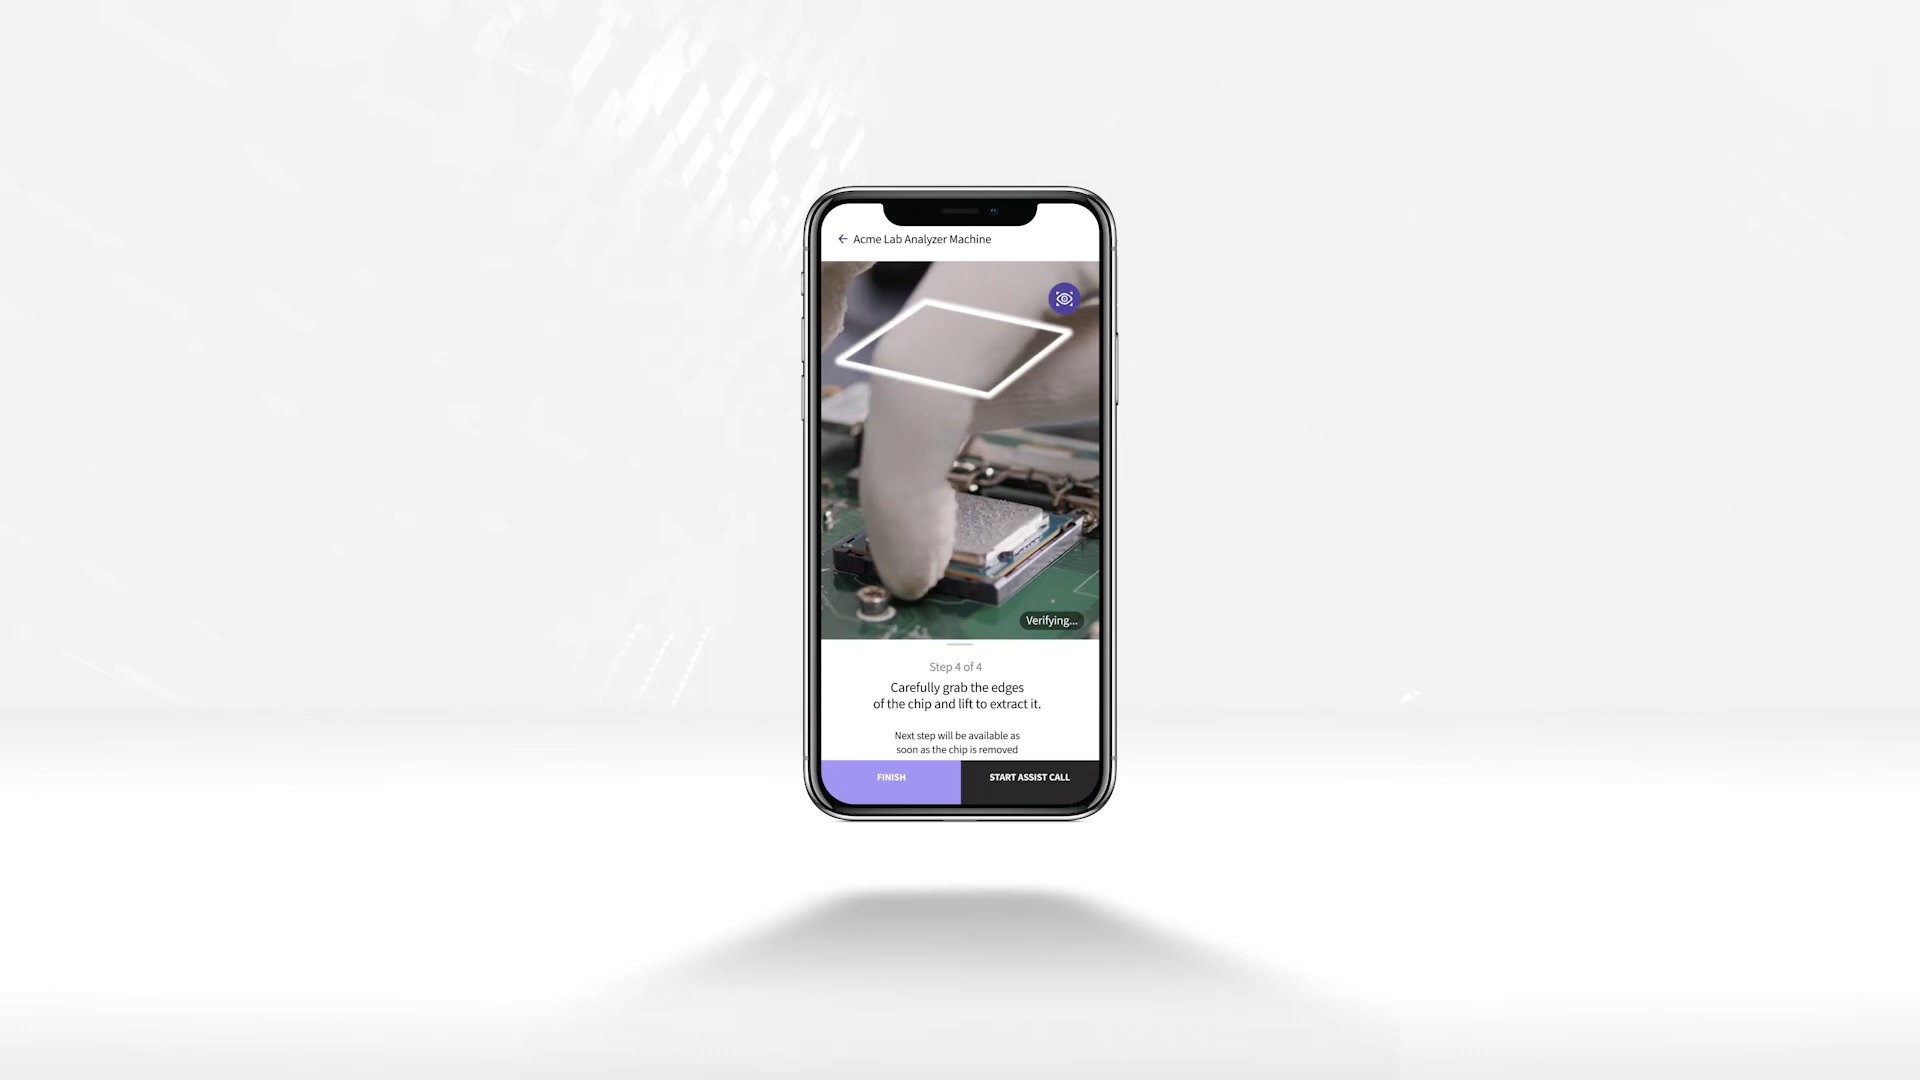 Acme Lab Analyzer Machine
Verifying...
Step 4 of 4
Carefully grab the edges
of the chip and lift to extract it.
Next step will be available as
soon as the chip is removed
FINISH
START ASSIST CALL